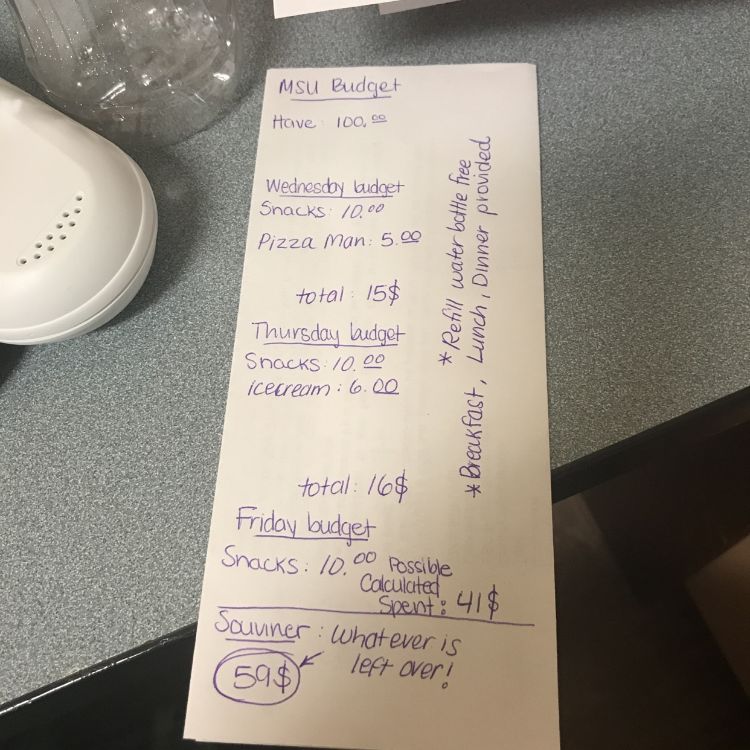 MSU Budget
Have: 100.00
Wednesday budget
Snacks: 10.00
Pizza Man: 5.00
total: 15$
Thursday budget
Snacks: 10.00
icecream: 6.00
total: 16$
Friday budget
Snacks: 10.00
Possible
Calculated
Spent: 41$
Souviner: Whatever is
left over!
59$
* Refill water bottle free
* Breakfast, Lunch, Dinner provided